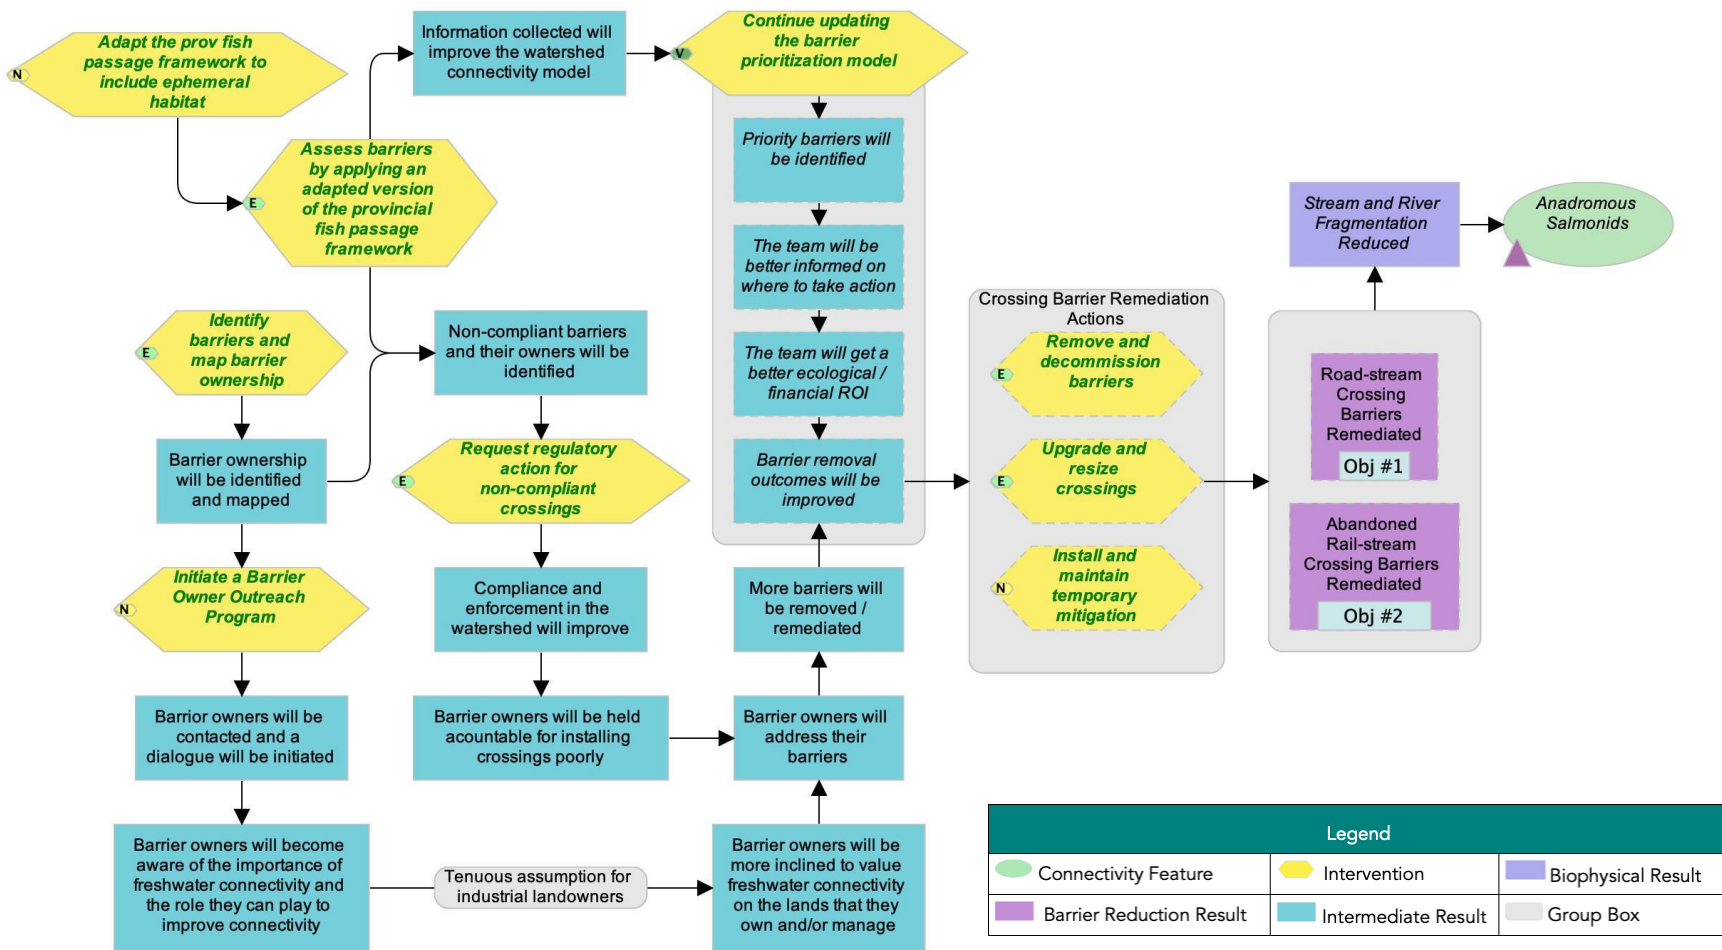 Adapt the prov fish
passage framework to
include ephemeral
habitat
N
Information collected will
improve the watershed
connectivity model
V
Continue updating
the barrier
prioritization model
Assess barriers
by applying an
adapted version
of the provincial
fish passage
framework
E
Priority barriers will
be identified
The team will be
better informed on
where to take action
The team will get a
better ecological /
financial ROI
Barrier removal
outcomes will be
improved
Identify
barriers and
map barrier
ownership
E
Non-compliant barriers
and their owners will be
identified
Barrier ownership
will be identified
and mapped
Request regulatory
action for
non-compliant
crossings
E
Initiate a Barrier
Owner Outreach
Program
N
Compliance and
enforcement in the
watershed will improve
More barriers will
be removed /
remediated
Barrior owners will be
contacted and a
dialogue will be initiated
Barrier owners will be held
acountable for installing
crossings poorly
Barrier owners will
address their
barriers
Barrier owners will become
aware of the importance of
freshwater connectivity and
the role they can play to
improve connectivity
Tenuous assumption for
industrial landowners
Barrier owners will be
more inclined to value
freshwater connectivity
on the lands that they
own and/or manage
Crossing Barrier Remediation
Actions
Remove and
decommission
barriers
E
Upgrade and
resize
crossings
E
Install and
maintain
temporary
mitigation
N
Stream and River
Fragmentation
Reduced
Anadromous
Salmonids
Road-stream
Crossing
Barriers
Remediated
Obj #1
Abandoned
Rail-stream
Crossing Barriers
Remediated
Obj #2
Legend
Connectivity Feature
Intervention
Biophysical Result
Barrier Reduction Result
Intermediate Result
Group Box